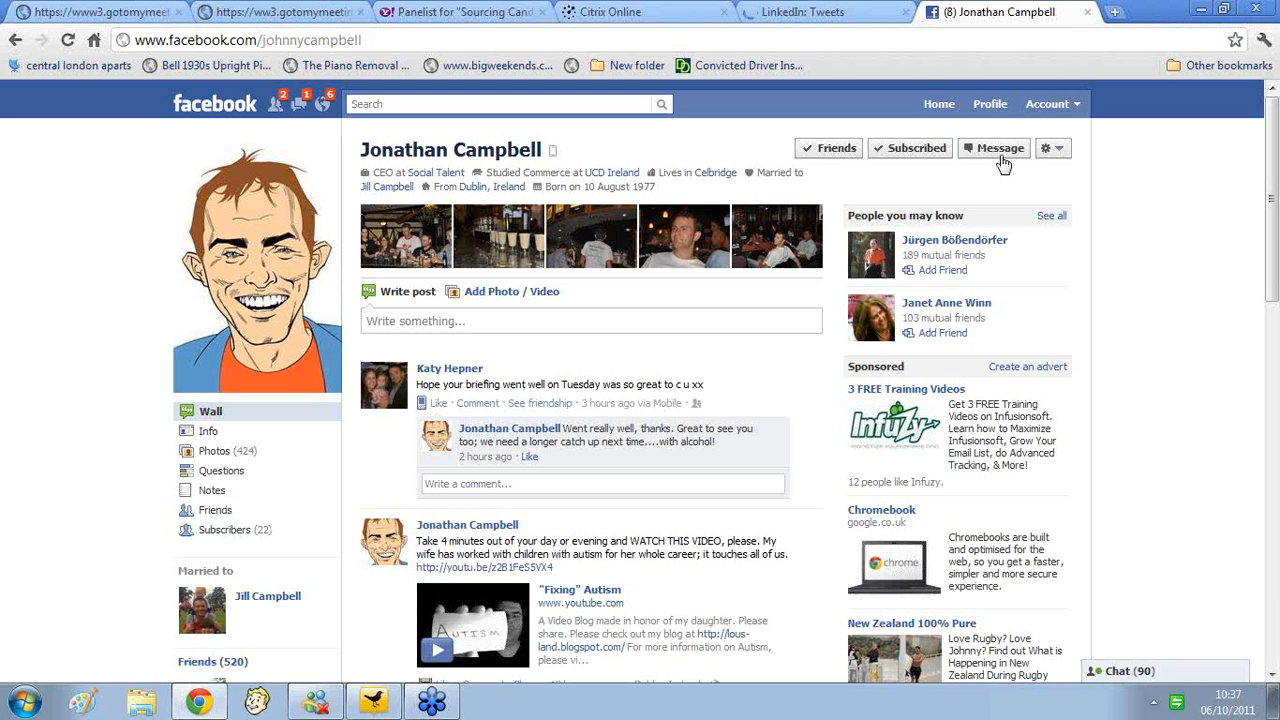 https://www3.gotomymeeting
https://www3.gotomymeetin
Panelist for "Sourcing Cand
Citrix Online
LinkedIn: Tweets
(8) Jonathan Campbell
www.facebook.com/johnnycampbell
central london aparts
Bell 1930s Upright Pi...
The Piano Removal ...
www.bigweekends.c...
New folder
Convicted Driver Ins...
Other bookmarks
facebook
2
1
6
Search
Home
Profile
Account
Jonathan Campbell
Friends
Subscribed
Message
CEO at Social Talent
Studied Commerce at UCD Ireland
Lives in Celbridge
Married to
Jill Campbell
From Dublin, Ireland
Born on 10 August 1977
Write post
Add Photo / Video
Write something...
Katy Hepner
Hope your briefing went well on Tuesday was so great to c u xx
Like · Comment · See friendship · 3 hours ago via Mobile ·
Jonathan Campbell Went really well, thanks. Great to see you
too; we need a longer catch up next time....with alcohol!
2 hours ago · Like
Write a comment...
Jonathan Campbell
Take 4 minutes out of your day or evening and WATCH THIS VIDEO, please. My
wife has worked with children with autism for her whole career; it touches all of us.
http://youtu.be/z2B1FeS5VX4
AUTISM
"Fixing" Autism
www.youtube.com
A Video Blog made in honor of my daughter. Please
share. Please check out my blog at http://lous-
land.blogspot.com/ For more information on Autism,
please vi...
Wall
Info
Photos (424)
Questions
Notes
Friends
Subscribers (22)
Married to
Jill Campbell
Friends (520)
People you may know
See all
Jürgen Bößendörfer
189 mutual friends
Add Friend
Janet Anne Winn
103 mutual friends
Add Friend
Sponsored
Create an advert
3 FREE Training Videos
Infuzy
Get 3 FREE Training
Videos on Infusionsoft.
Learn how to Maximize
Infusionsoft, Grow Your
Email List, do Advanced
Tracking, & More!
12 people like Infuzy.
Chromebook
google.co.uk
chrome
Chromebooks are built
and optimised for the
web, so you get a faster,
simpler and more secure
experience.
New Zealand 100% Pure
Love Rugby? Love
Johnny? Find out What is
Happening in New
Zealand During Rugby
Chat (90)
10:37
06/10/2011